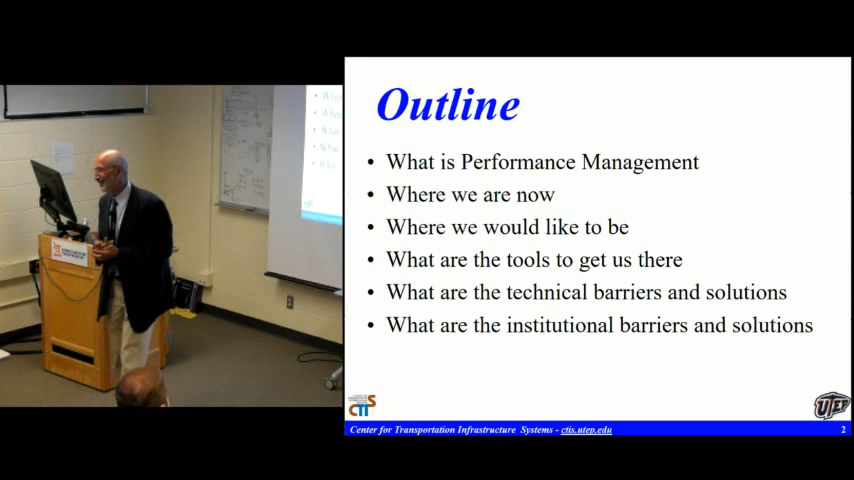 Outline
• What is Performance Management
• Where we are now
• Where we would like to be
• What are the tools to get us there
• What are the technical barriers and solutions
• What are the institutional barriers and solutions
CTIS
UTEP
Center for Transportation Infrastructure Systems - ctis.utep.edu
2